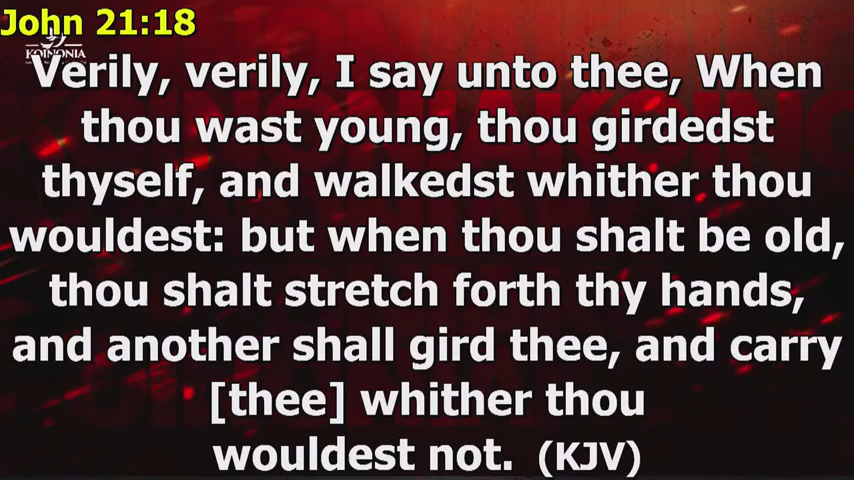 John 21:18
KOINONIA
Verily, verily, I say unto thee, When
thou wast young, thou girdedst
thyself, and walkedst whither thou
wouldest: but when thou shalt be old,
thou shalt stretch forth thy hands,
and another shall gird thee, and carry
[thee] whither thou
wouldest not. (KJV)